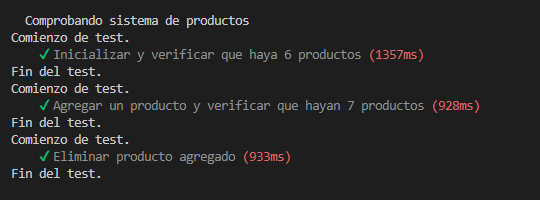 Comprobando sistema de productos
Comienzo de test.
✓ Inicializar y verificar que haya 6 productos (1357ms)
Fin del test.
Comienzo de test.
✓ Agregar un producto y verificar que hayan 7 productos (928ms)
Fin del test.
Comienzo de test.
✓ Eliminar producto agregado (933ms)
Fin del test.